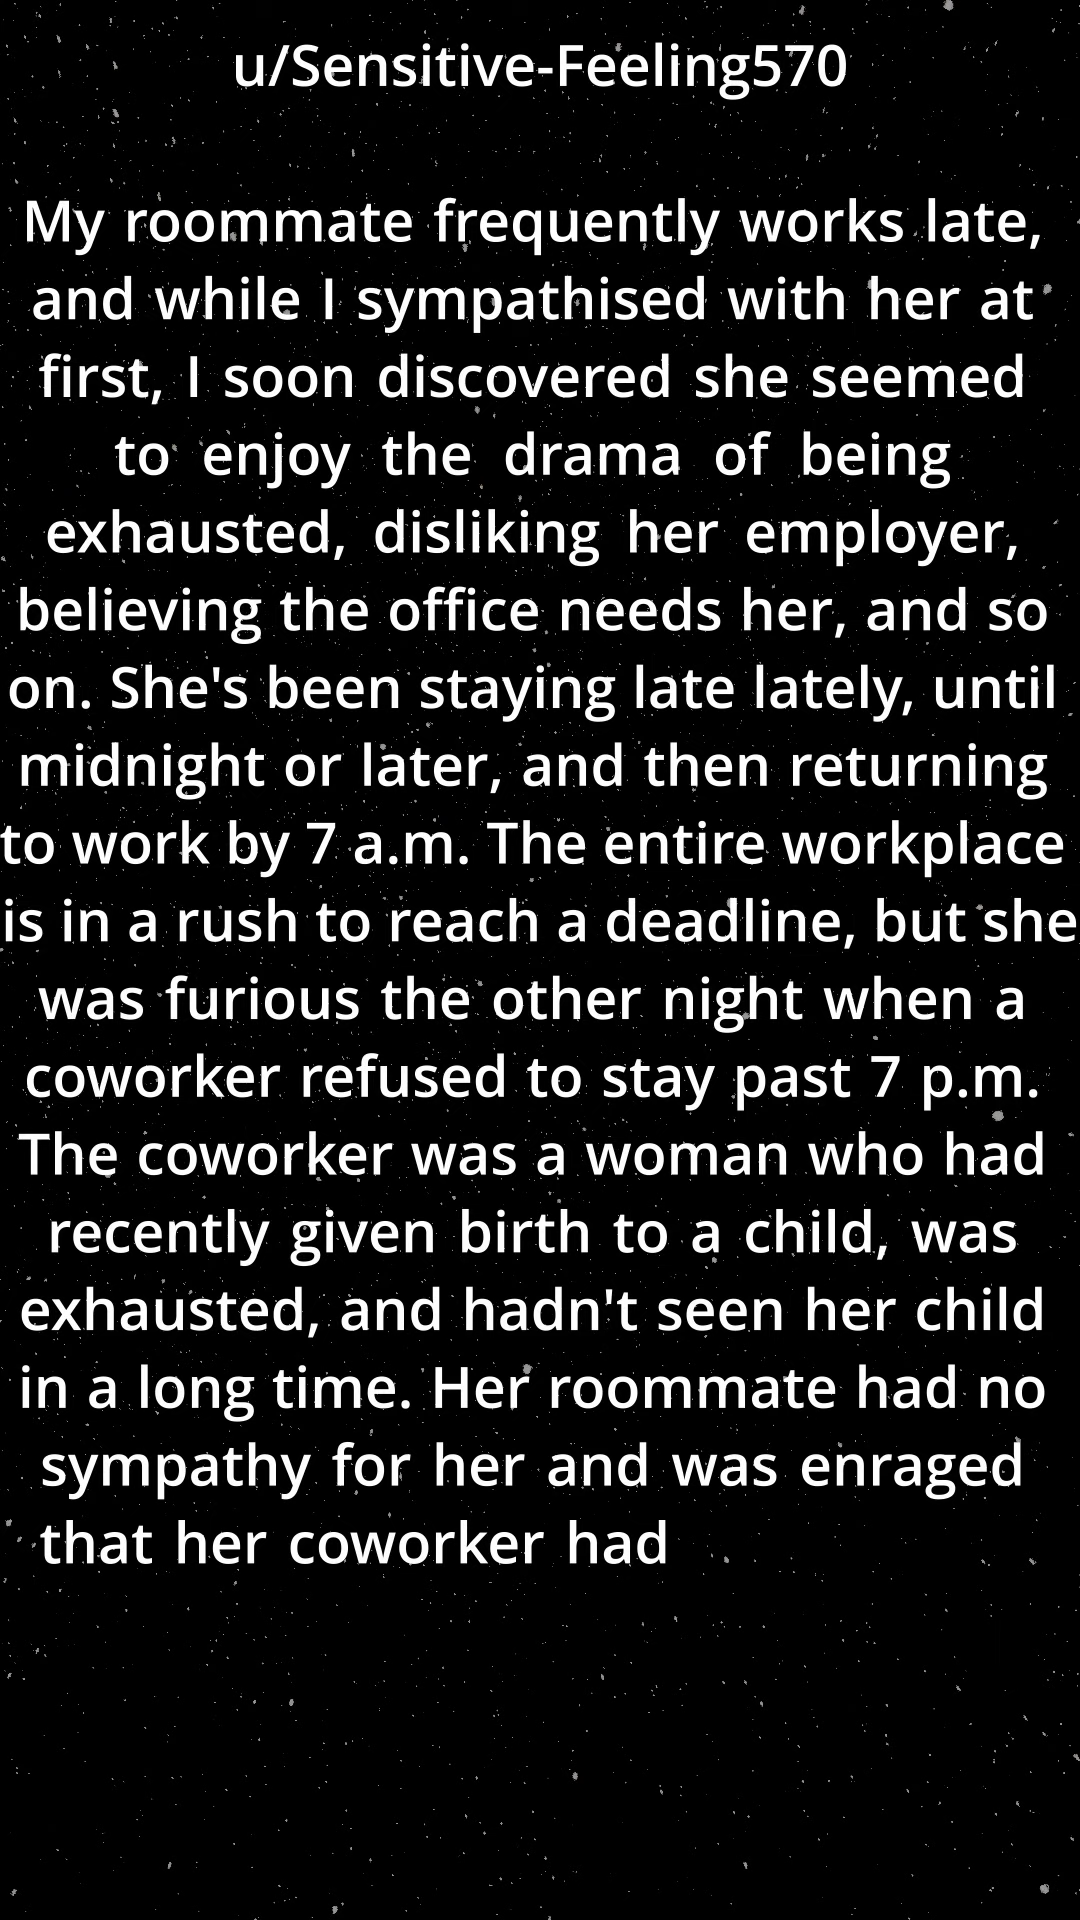 u/Sensitive-Feeling570
My roommate frequently works late,
and while I sympathised with her at
first, I soon discovered she seemed
to enjoy the drama of being
exhausted, disliking her employer,
believing the office needs her, and so
on. She's been staying late lately, until
midnight or later, and then returning
to work by 7 a.m. The entire workplace
is in a rush to reach a deadline, but she
was furious the other night when a
coworker refused to stay past 7 p.m.
The coworker was a woman who had
recently given birth to a child, was
exhausted, and hadn't seen her child
in a long time. Her roommate had no
sympathy for her and was enraged
that her coworker had